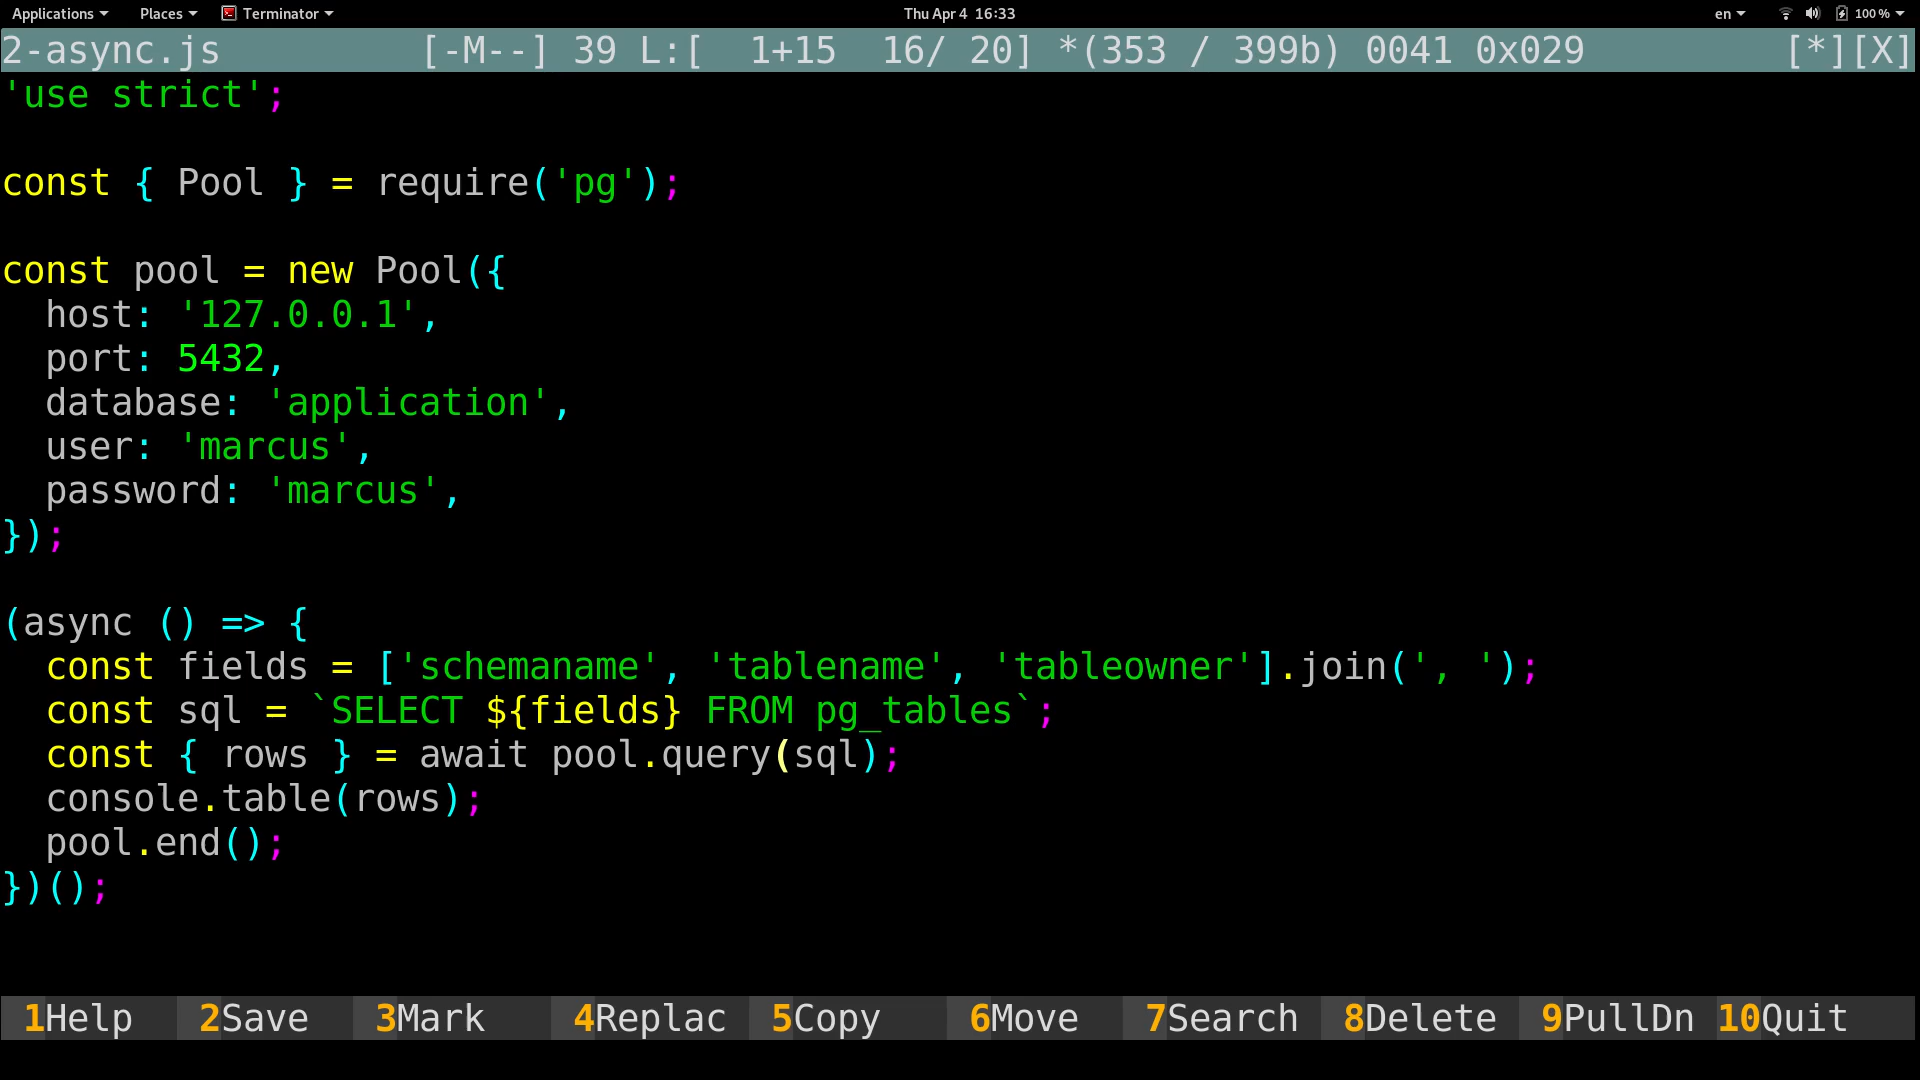 Applications Places Terminator Thu Apr 4 16:33 en 100 %
2-async.js [-M--] 39 L:[ 1+15 16/ 20] *(353 / 399b) 0041 0x029 [*][X]
'use strict';
const { Pool } = require('pg');
const pool = new Pool({
  host: '127.0.0.1',
  port: 5432,
  database: 'application',
  user: 'marcus',
  password: 'marcus',
});
(async () => {
  const fields = ['schemaname', 'tablename', 'tableowner'].join(', ');
  const sql = `SELECT ${fields} FROM pg_tables`;
  const { rows } = await pool.query(sql);
  console.table(rows);
  pool.end();
})();
1Help 2Save 3Mark 4Replac 5Copy 6Move 7Search 8Delete 9PullDn 10Quit